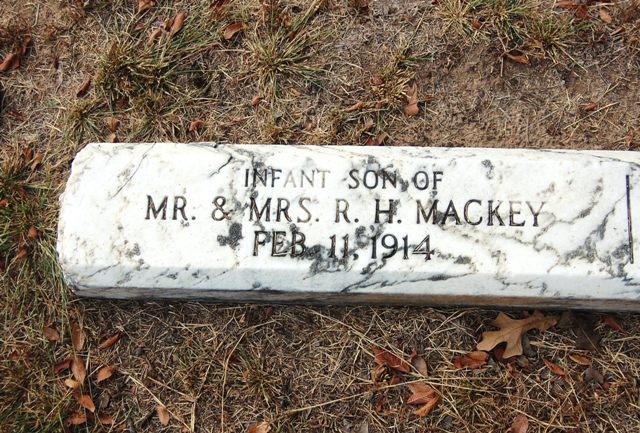 INFANT SON OF
MR. & MRS. R. H. MACKEY
FEB. 11, 1914